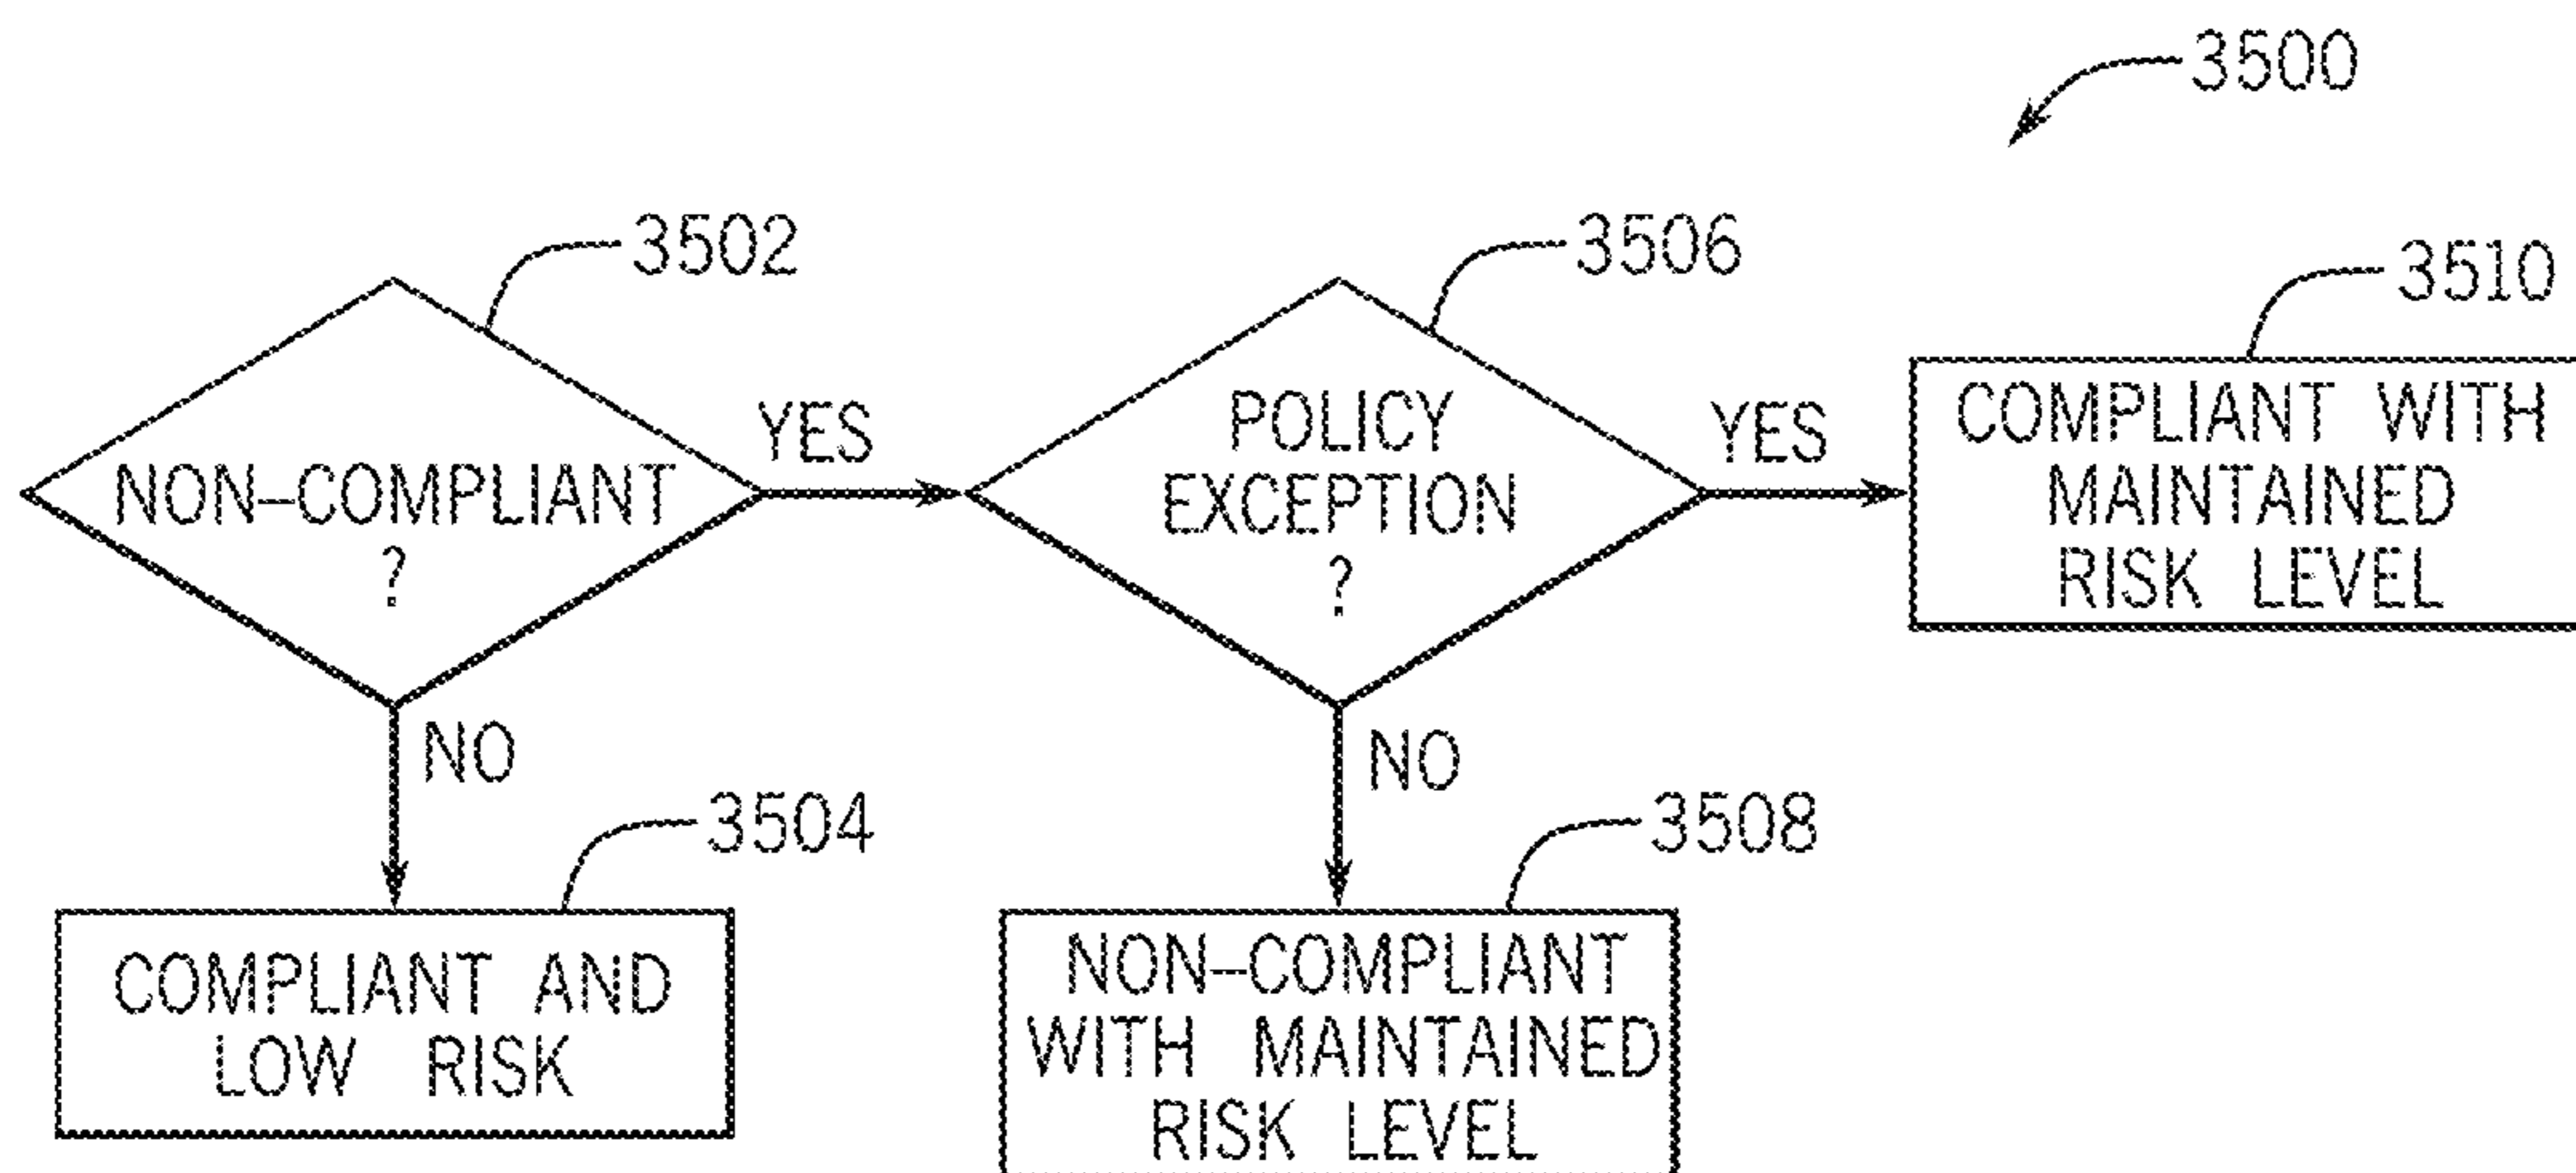 3500
3502
3506
3510
NON-COMPLIANT
?
YES
POLICY
EXCEPTION
?
YES
COMPLIANT WITH
MAINTAINED
RISK LEVEL
NO
NO
3504
3508
COMPLIANT AND
LOW RISK
NON-COMPLIANT
WITH MAINTAINED
RISK LEVEL